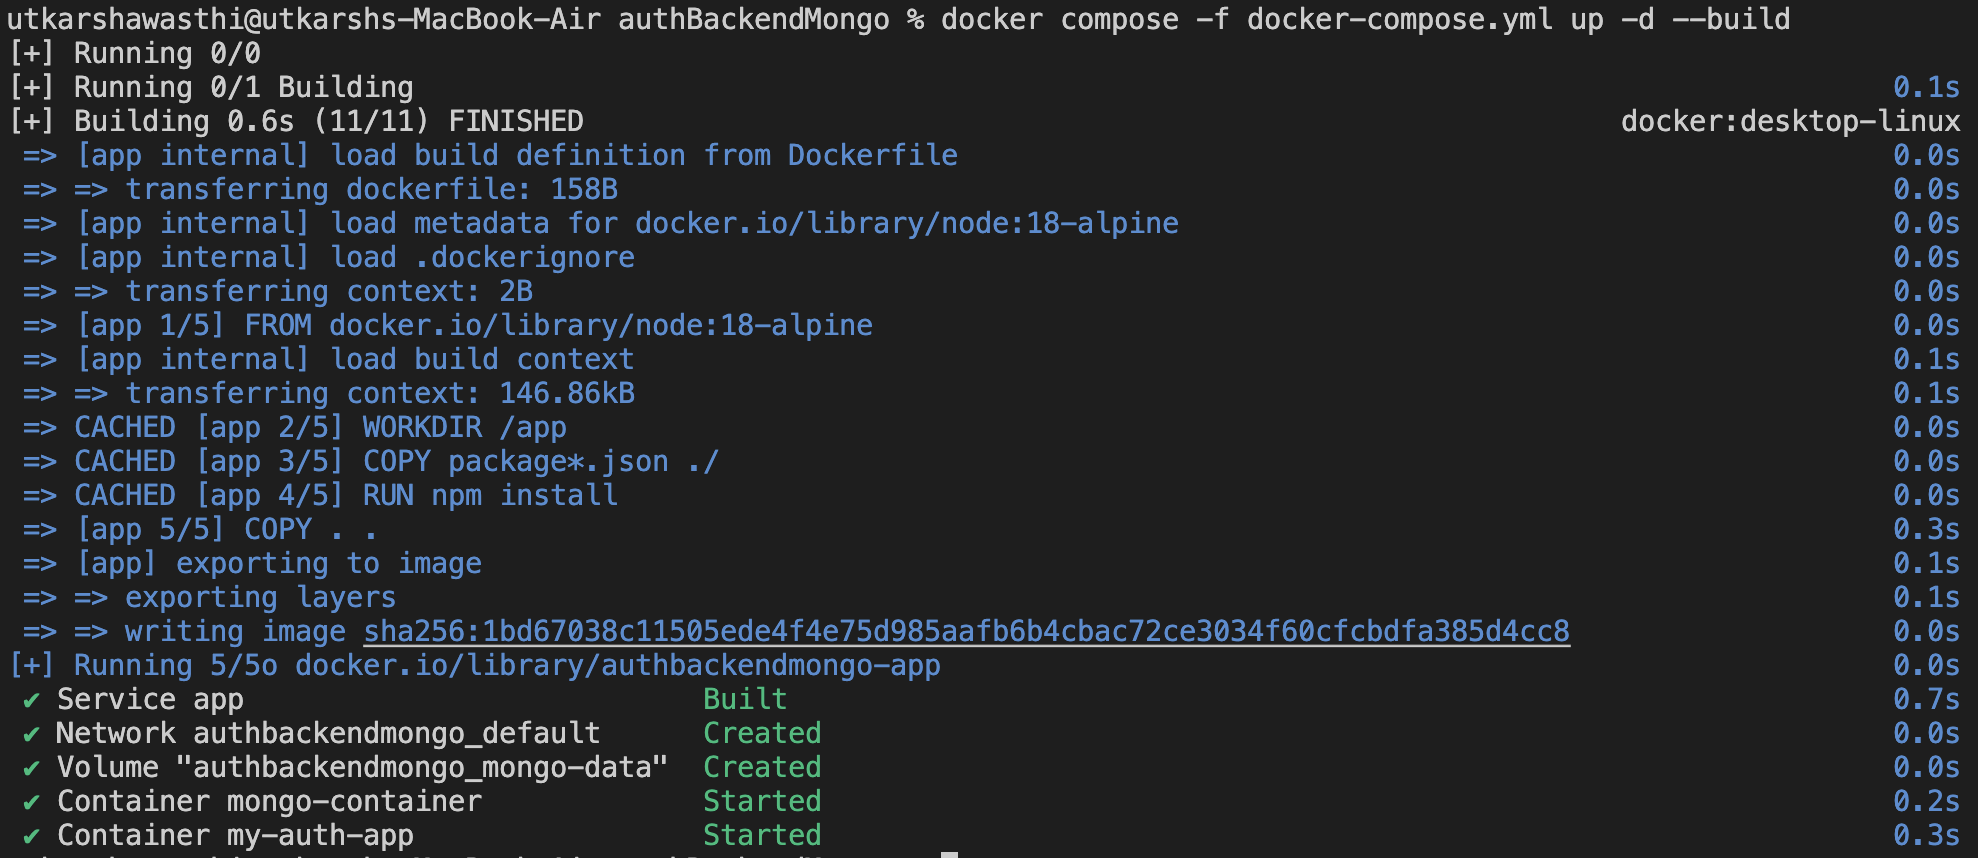 utkarshawasthi@utkarshs-MacBook-Air authBackendMongo % docker compose -f docker-compose.yml up -d --build
[+] Running 0/0
[+] Running 0/1 Building 0.1s
[+] Building 0.6s (11/11) FINISHED docker:desktop-linux
=> [app internal] load build definition from Dockerfile 0.0s
=> => transferring dockerfile: 158B 0.0s
=> [app internal] load metadata for docker.io/library/node:18-alpine 0.0s
=> [app internal] load .dockerignore 0.0s
=> => transferring context: 2B 0.0s
=> [app 1/5] FROM docker.io/library/node:18-alpine 0.0s
=> [app internal] load build context 0.1s
=> => transferring context: 146.86kB 0.1s
=> CACHED [app 2/5] WORKDIR /app 0.0s
=> CACHED [app 3/5] COPY package*.json ./ 0.0s
=> CACHED [app 4/5] RUN npm install 0.0s
=> [app 5/5] COPY . . 0.3s
=> [app] exporting to image 0.1s
=> => exporting layers 0.1s
=> => writing image sha256:1bd67038c11505ede4f4e75d985aafb6b4cbac72ce3034f60cfcbdfa385d4cc8 0.0s
[+] Running 5/5o docker.io/library/authbackendmongo-app 0.0s
✔ Service app Built 0.7s
✔ Network authbackendmongo_default Created 0.0s
✔ Volume "authbackendmongo_mongo-data" Created 0.0s
✔ Container mongo-container Started 0.2s
✔ Container my-auth-app Started 0.3s